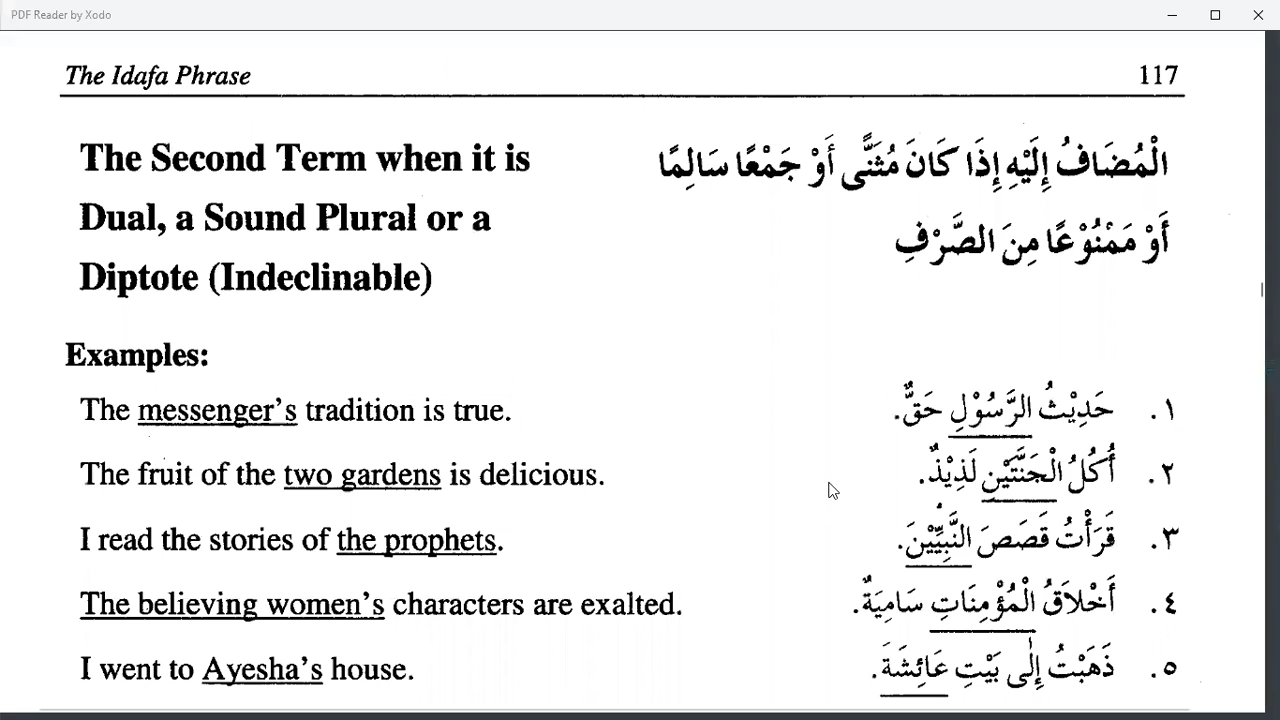 PDF Reader by Xodo
The Idafa Phrase 117
The Second Term when it is الْمُضَافُ إِلَيْهِ إِذَا كَانَ مُثَنًّى أَوْ جَمْعًا سَالِمًا
Dual, a Sound Plural or a أَوْ مَمْنُوْعًا مِنَ الصَّرْفِ
Diptote (Indeclinable)
Examples:
The messenger's tradition is true. ١. حَدِيْثُ الرَّسُوْلِ حَقٌّ.
The fruit of the two gardens is delicious. ٢. أُكُلُ الْجَنَّتَيْنِ لَذِيْذٌ.
I read the stories of the prophets. ٣. قَرَأْتُ قَصَصَ النَّبِيِّيْنَ.
The believing women's characters are exalted. ٤. أَخْلاَقُ الْمُؤْمِنَاتِ سَامِيَةٌ.
I went to Ayesha's house. ٥. ذَهَبْتُ إِلٰى بَيْتِ عَائِشَةَ.